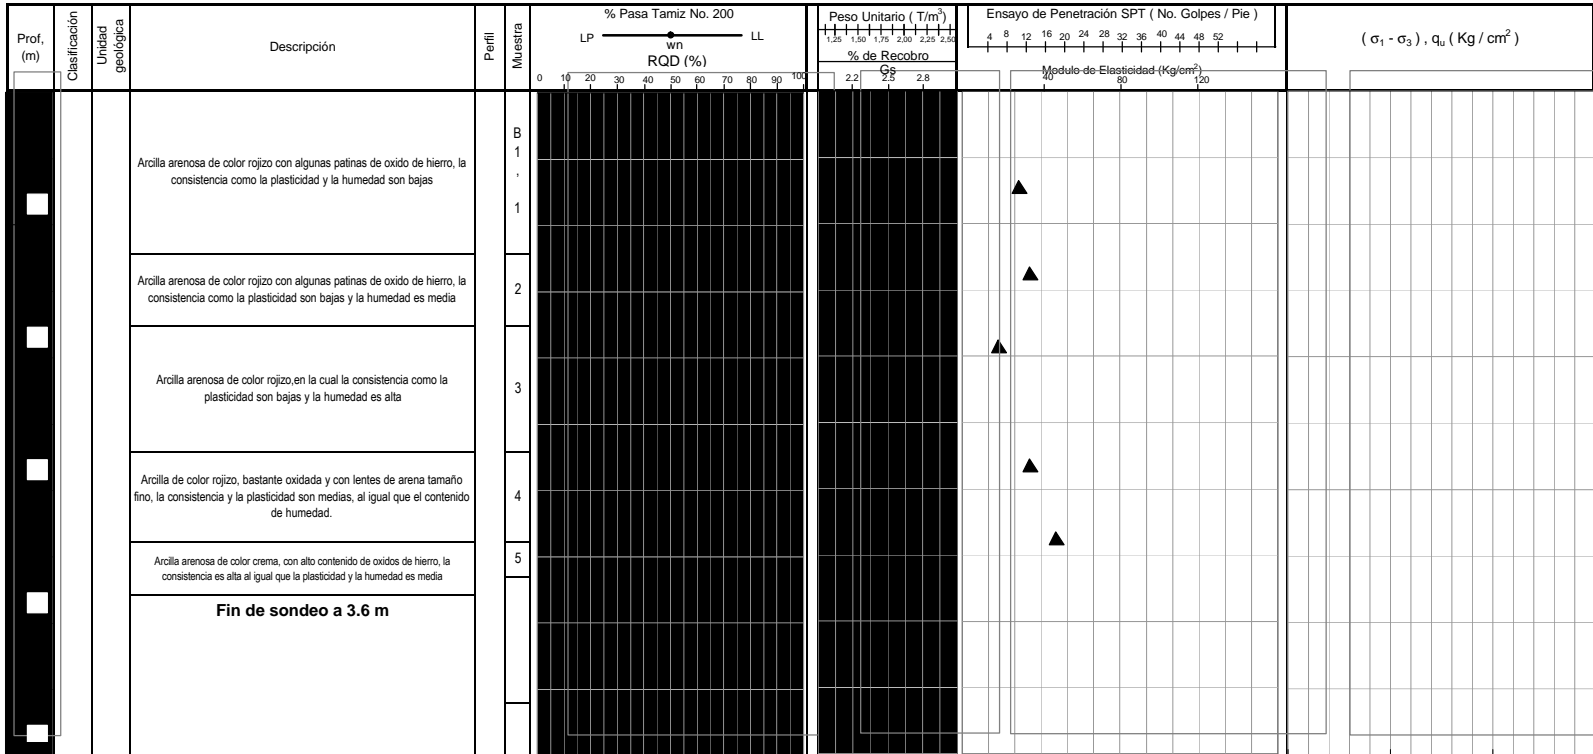 Prof,
(m)
Clasificación
Unidad
geológica
Descripción
Perfil
Muestra
% Pasa Tamiz No. 200
LP wn LL
RQD (%)
0 10 20 30 40 50 60 70 80 90 100
Peso Unitario ( T/m³)
1,25 1,50 1,75 2,00 2,25 2,50
% de Recobro
Gs
2.2 2.5 2.8
Ensayo de Penetración SPT ( No. Golpes / Pie )
4 8 12 16 20 24 28 32 36 40 44 48 52
Modulo de Elasticidad (Kg/cm²)
40 80 120
( σ₁ - σ₃ ) , qᵤ ( Kg / cm² )
Arcilla arenosa de color rojizo con algunas patinas de oxido de hierro, la
consistencia como la plasticidad y la humedad son bajas
B
1
,
1
Arcilla arenosa de color rojizo con algunas patinas de oxido de hierro, la
consistencia como la plasticidad son bajas y la humedad es media
2
Arcilla arenosa de color rojizo,en la cual la consistencia como la
plasticidad son bajas y la humedad es alta
3
Arcilla de color rojizo, bastante oxidada y con lentes de arena tamaño
fino, la consistencia y la plasticidad son medias, al igual que el contenido
de humedad.
4
Arcilla arenosa de color crema, con alto contenido de oxidos de hierro, la
consistencia es alta al igual que la plasticidad y la humedad es media
5
Fin de sondeo a 3.6 m